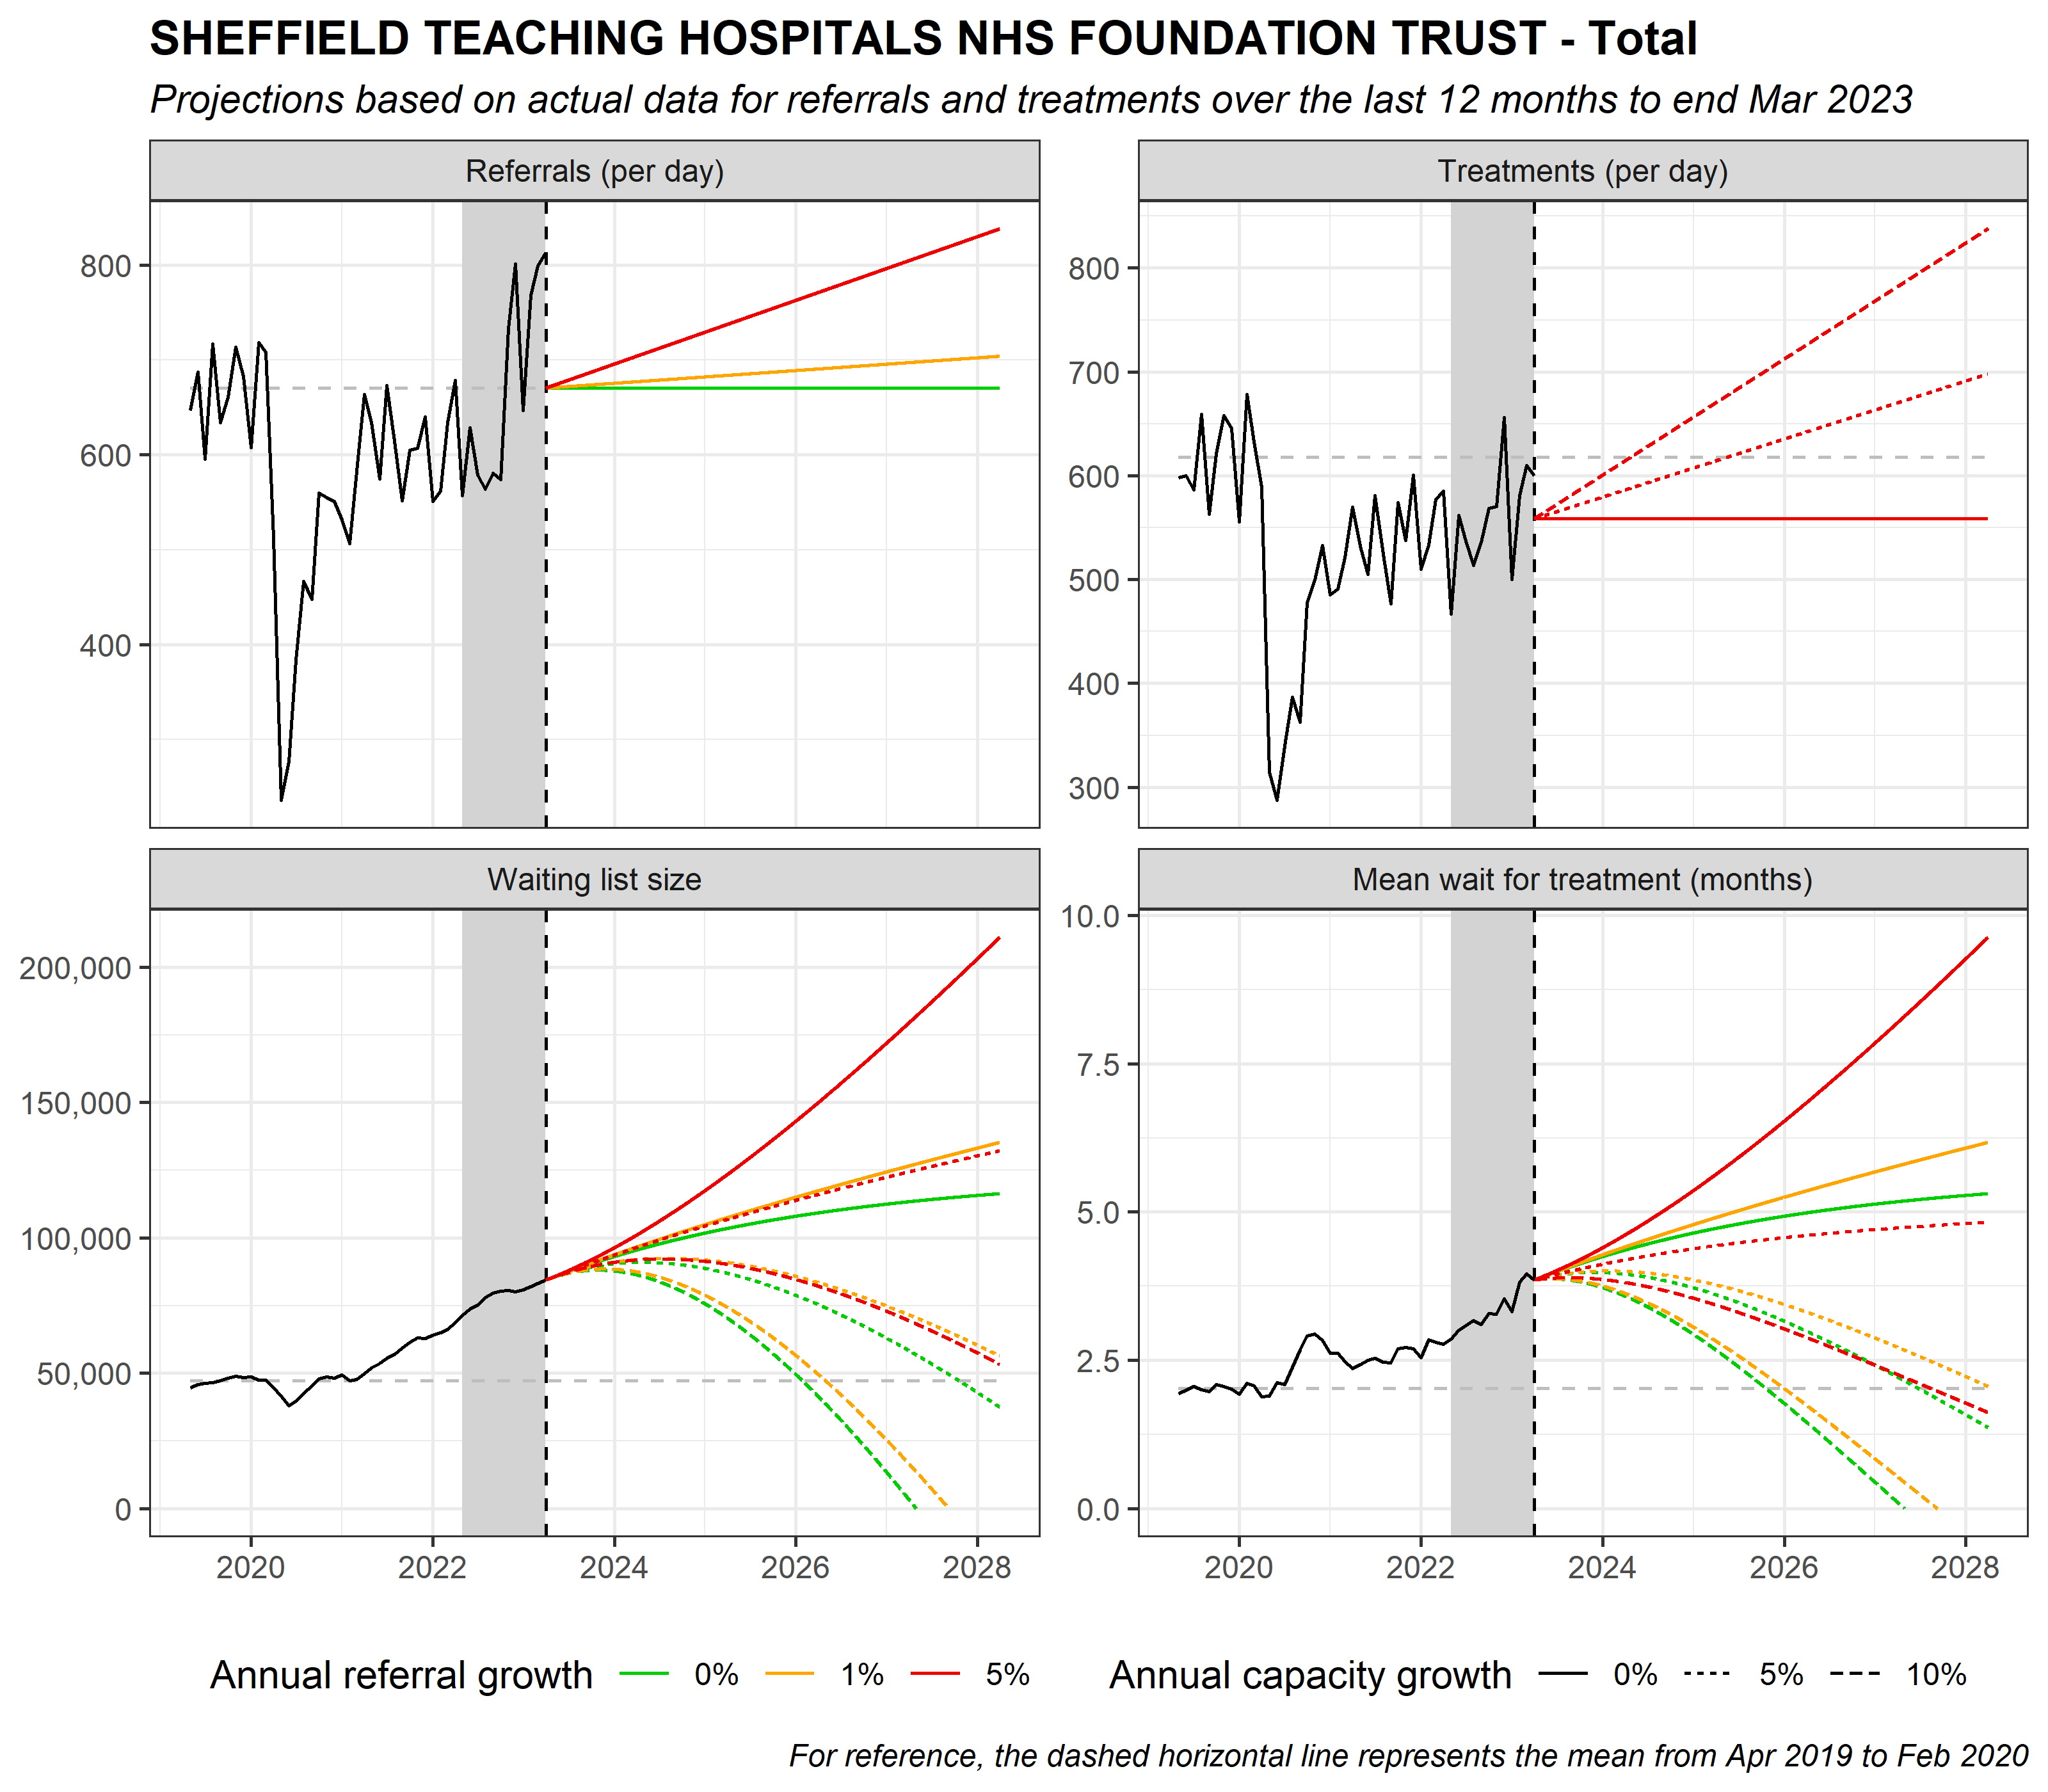 SHEFFIELD TEACHING HOSPITALS NHS FOUNDATION TRUST - Total
Projections based on actual data for referrals and treatments over the last 12 months to end Mar 2023
Referrals (per day)
800
600
400
Treatments (per day)
800
700
600
500
400
300
Waiting list size
200,000
150,000
100,000
50,000
0
2020 2022 2024 2026 2028
Mean wait for treatment (months)
10.0
7.5
5.0
2.5
0.0
2020 2022 2024 2026 2028
Annual referral growth 0% 1% 5%
Annual capacity growth 0% 5% 10%
For reference, the dashed horizontal line represents the mean from Apr 2019 to Feb 2020